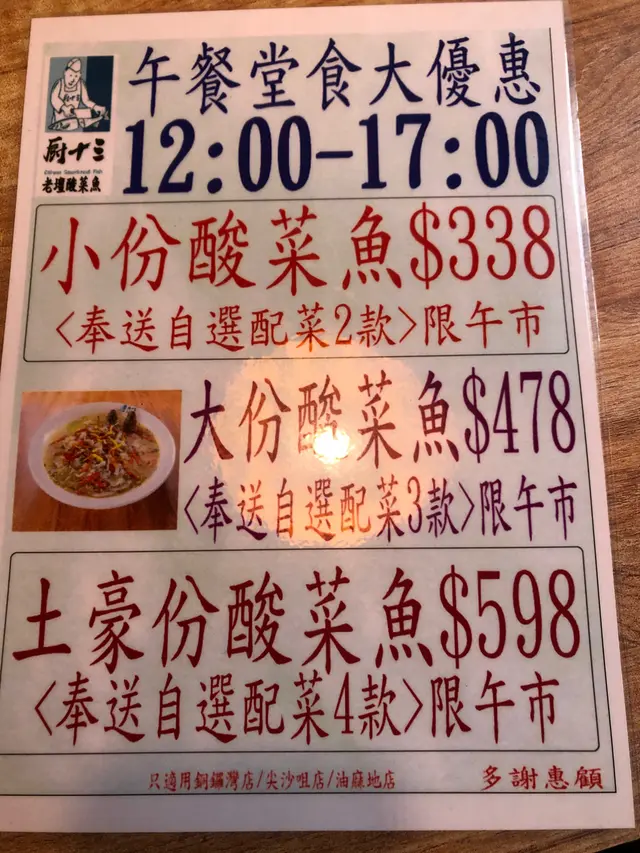 午餐堂食大優惠
12:00-17:00
廚十三
Chinese Sauerkraut Fish
老壇酸菜魚
小份酸菜魚$338
<奉送自選配菜2款>限午市
大份酸菜魚$478
<奉送自選配菜3款>限午市
土豪份酸菜魚$598
<奉送自選配菜4款>限午市
只適用銅鑼灣店/尖沙咀店/油麻地店
多謝惠顧